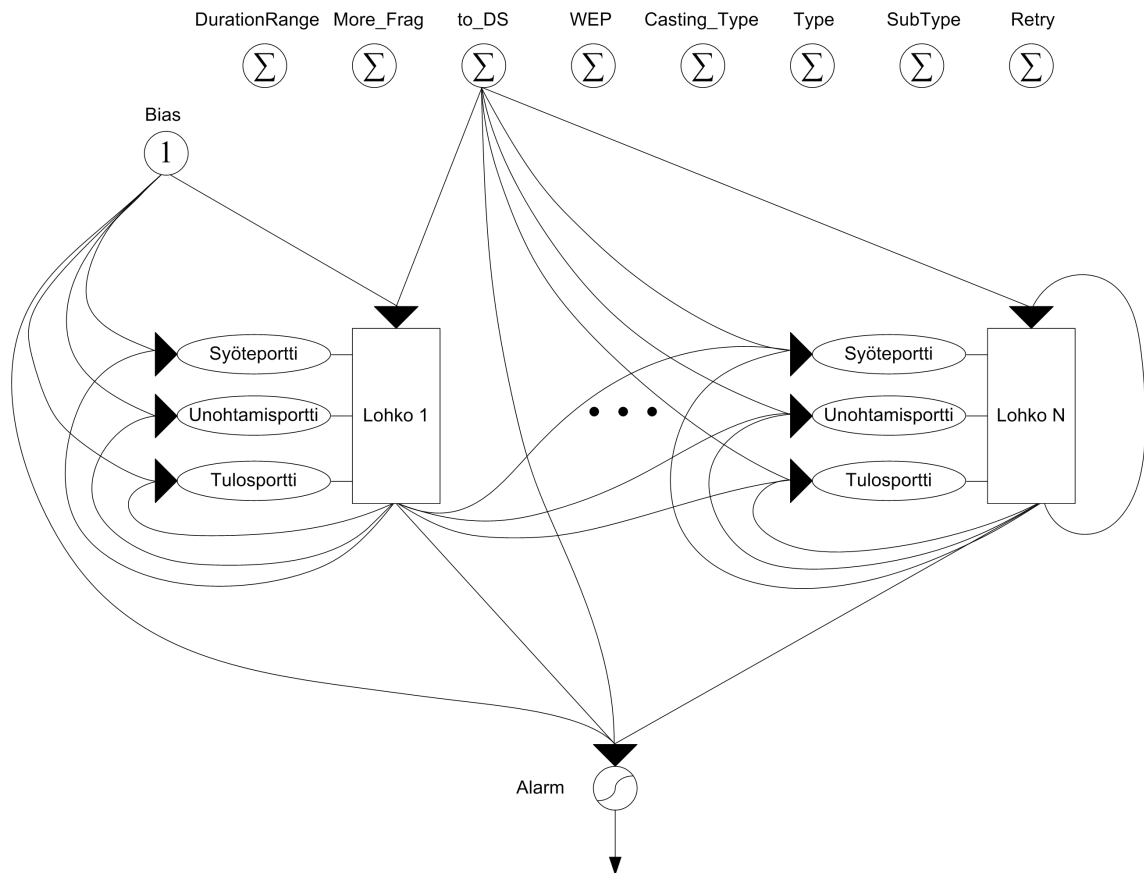 DurationRange More_Frag to_DS WEP Casting_Type Type SubType Retry
Σ Σ Σ Σ Σ Σ Σ Σ
Bias
1
Syöteportti
Unohtamisportti
Tulosportti
Lohko 1
Syöteportti
Unohtamisportti
Tulosportti
Lohko N
Alarm